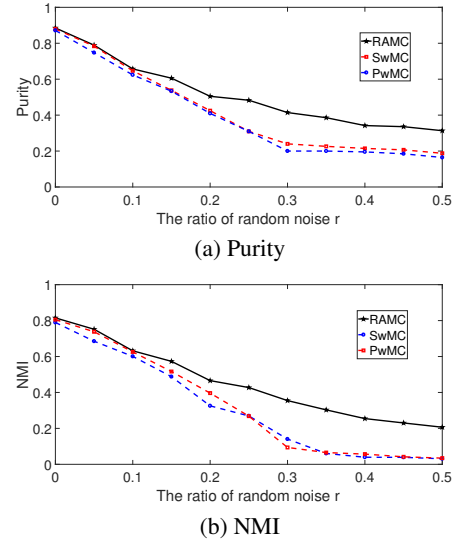 1
0.8
0.6
0.4
0.2
0
Purity
RAMC
SwMC
PwMC
0 0.1 0.2 0.3 0.4 0.5
The ratio of random noise r
(a) Purity
1
0.8
0.6
0.4
0.2
0
NMI
RAMC
SwMC
PwMC
0 0.1 0.2 0.3 0.4 0.5
The ratio of random noise r
(b) NMI